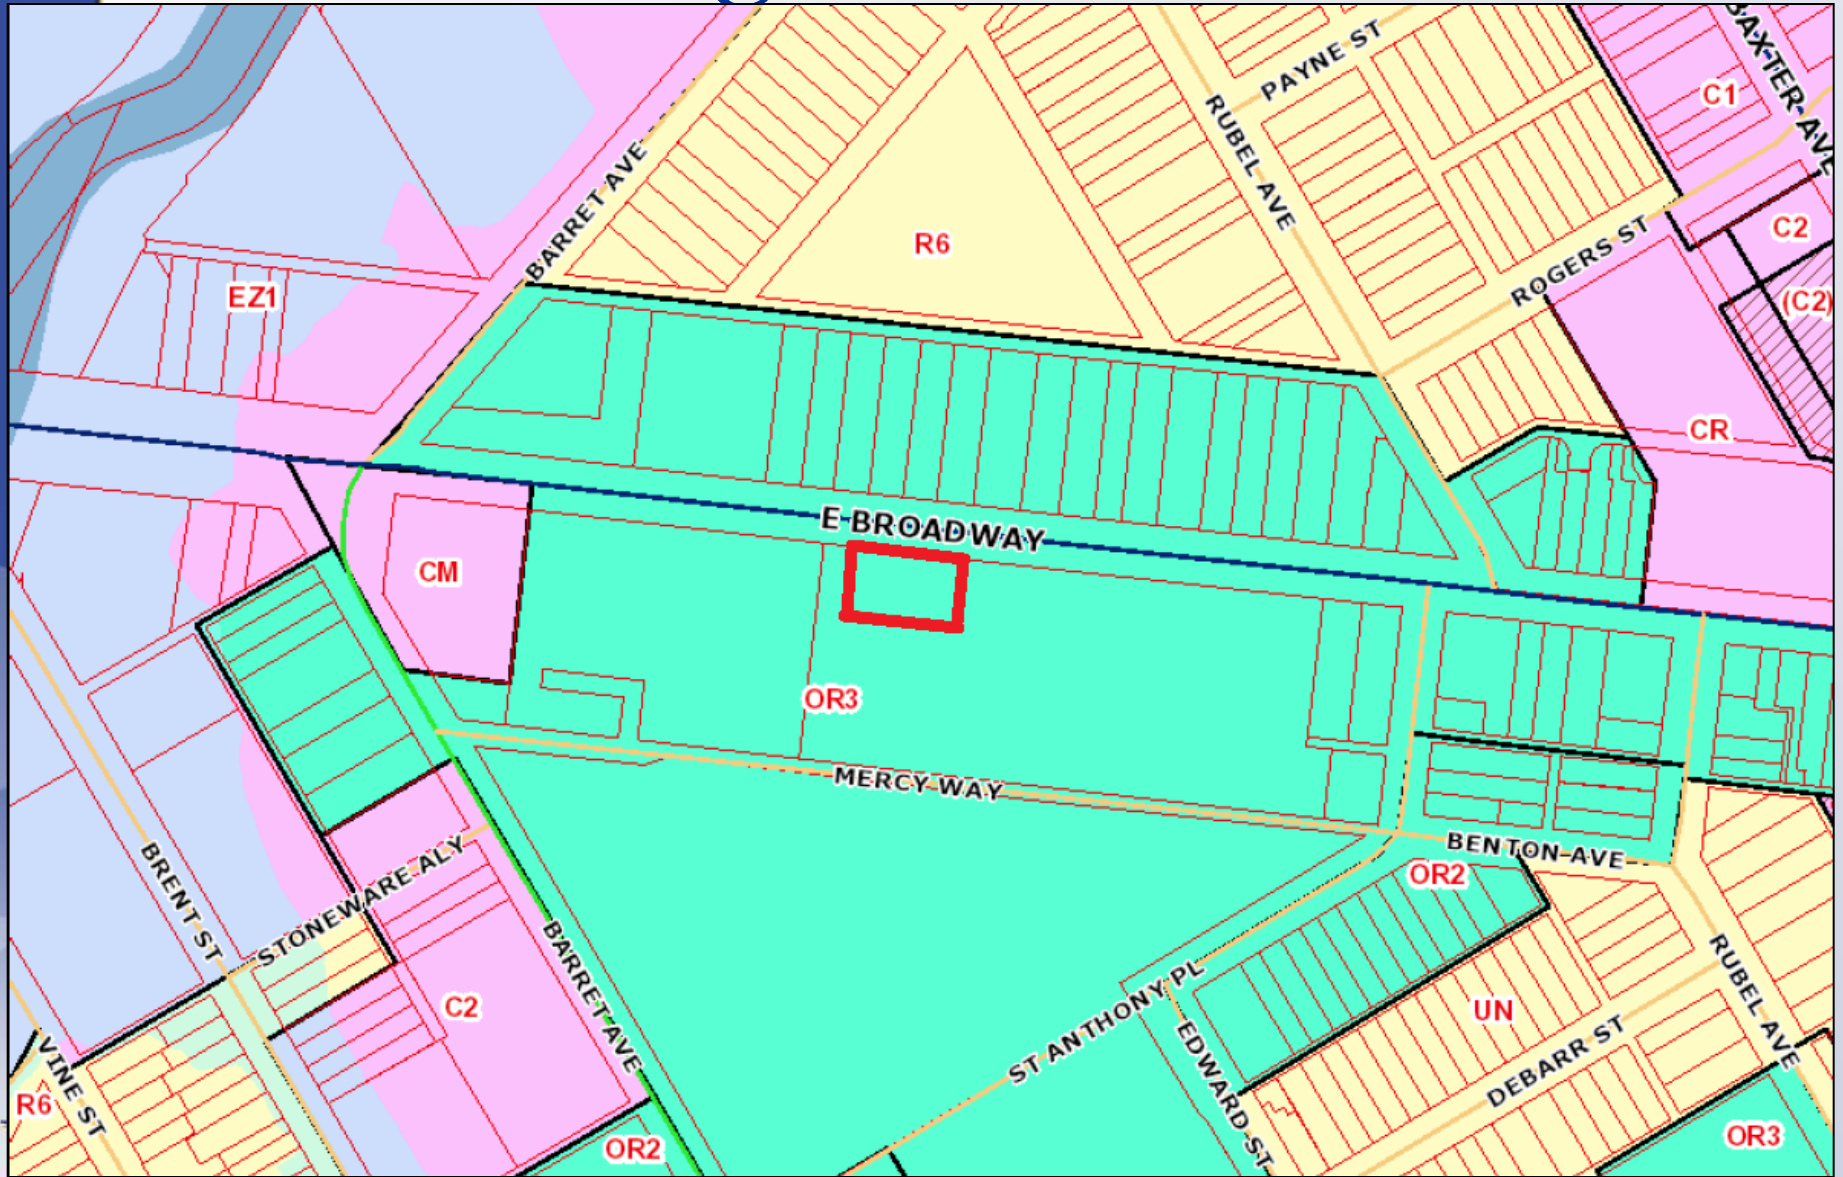 PAYNE ST
BAXTER AVE
C1
RUBEL AVE
BARRET AVE
R6
C2
ROGERS ST
EZ1
(C2)
CR
E BROADWAY
CM
OR3
MERCY WAY
BENTON AVE
OR2
BRENT ST
STONEWARE ALY
BARRET AVE
C2
ST ANTHONY PL
UN
RUBEL AVE
EDWARD ST
DEBARR ST
VINE ST
R6
OR2
OR3